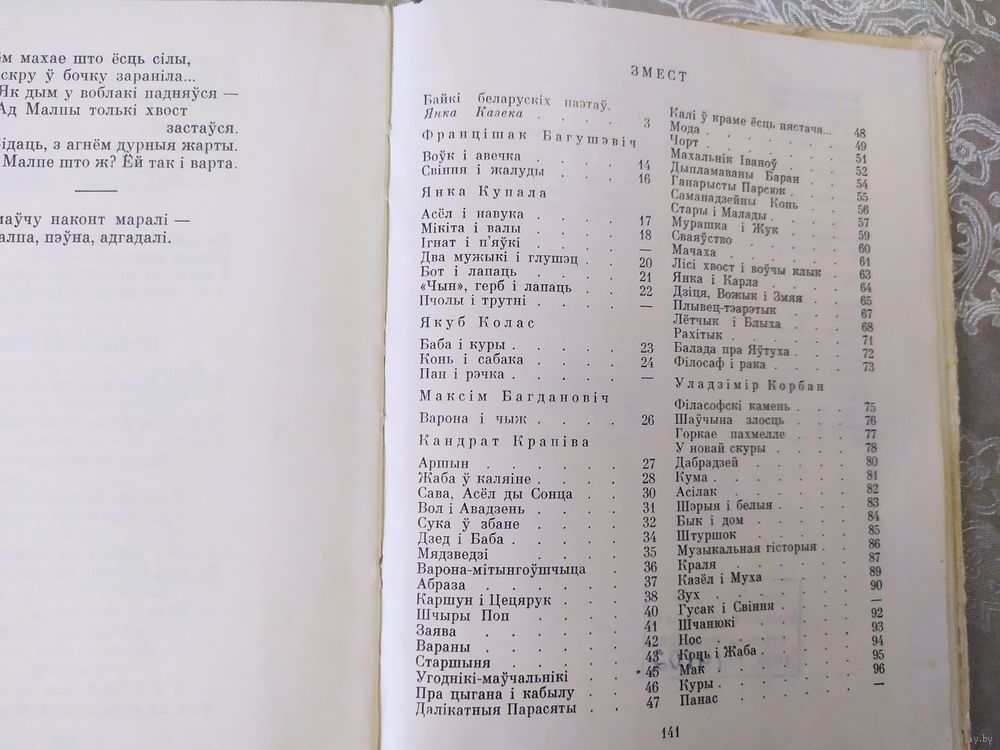 ём махае што ёсць сілы,
скру ў бочку зараніла...
Як дым у воблакі падняўся —
Ад Малпы толькі хвост
застаўся.
бідаць, з агнём дурныя жарты.
Малпе што ж? Ёй так і варта.
маўчу наконт маралі —
алпа, пэўна, адгадалі.
ЗМЕСТ
Байкі беларускіх паэтаў.
Янка Казека . . . . 3
Францішак Багушэвіч
Воўк і авечка . . . . 14
Свіння і жалуды . . . 16
Янка Купала
Асёл і навука . . . . 17
Мікіта і валы . . . . 18
Ігнат і п'яўкі . . . . —
Два мужыкі і глушэц . . 20
Бот і лапаць . . . . 21
«Чын», герб і лапаць . . 22
Пчолы і трутні . . . . —
Якуб Колас
Баба і куры . . . . . 23
Конь і сабака . . . . 24
Пап і рэчка . . . . . —
Максім Багдановіч
Варона і чыж . . . . 26
Кандрат Крапіва
Аршын . . . . . . 27
Жаба ў каляіне . . . . 28
Сава, Асёл ды Сонца . . 30
Вол і Авадзень . . . . 31
Сука ў збане . . . . 32
Дзед і Баба . . . . . 34
Мядзведзі . . . . . 35
Варона-мітынгоўшчыца . 36
Абраза . . . . . . 37
Каршун і Цецярук . . . 38
Шчыры Поп . . . . 40
Заява . . . . . . 41
Вараны . . . . . . 42
Старшыня . . . . . 43
Угоднікі-маўчальнікі . . 45
Пра цыгана і кабылу . . 46
Далікатныя Парасяты . . 47
Калі ў краме ёсць нястача... 48
Мода . . . . . . 49
Чорт . . . . . . 51
Махальнік Іваноў . . . 52
Дыпламаваны Баран . . 54
Ганарысты Парсюк . . . 55
Саманадзейны Конь . . 56
Стары і Малады . . . . 57
Мурашка і Жук . . . . 59
Сваяўство . . . . . 60
Мачаха . . . . . . 61
Лісі хвост і воўчы клык . 63
Янка і Карла . . . . 64
Дзіця, Вожык і Змяя . . 65
Плывец-тэарэтык . . . 67
Лётчык і Блыха . . . 68
Рахітык . . . . . . 71
Балада пра Яўтуха . . . 72
Філосаф і рака . . . . 73
Уладзімір Корбан
Філасофскі камень . . . 75
Шаўчына злосць . . . 76
Горкае пахмелле . . . 77
У новай скуры . . . . 78
Дабрадзей . . . . . 80
Кума . . . . . . 81
Асілак . . . . . . 82
Шэрыя і белыя . . . . 83
Бык і дом . . . . . 84
Штуршок . . . . . 85
Музыкальная гісторыя . . 86
Краля . . . . . . 87
Казёл і Муха . . . . 89
Зух . . . . . . . 90
Гусак і Свіння . . . . —
Шчанюкі . . . . . 92
Нос . . . . . . . 93
Крць і Жаба . . . . . 94
Мак . . . . . . . 95
Куры . . . . . . . 96
Панас . . . . . . —
141